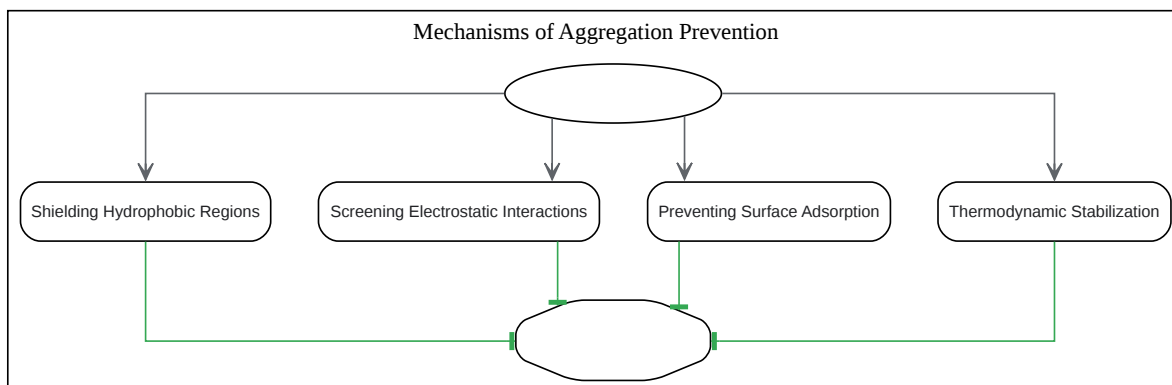 Mechanisms of Aggregation Prevention
Shielding Hydrophobic Regions
Screening Electrostatic Interactions
Preventing Surface Adsorption
Thermodynamic Stabilization